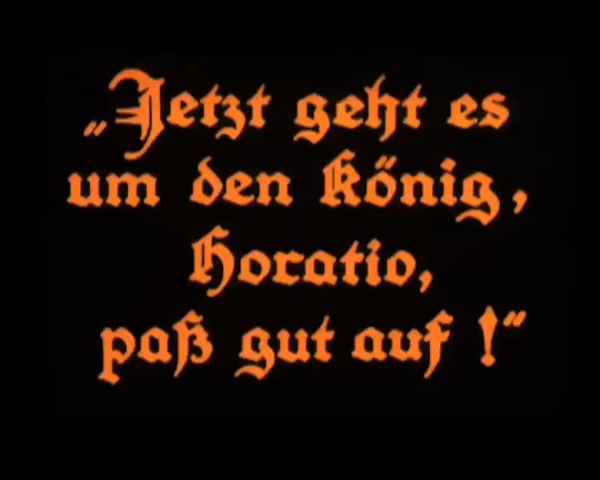 „Jetzt geht es
um den König,
Horatio,
paß gut auf !“